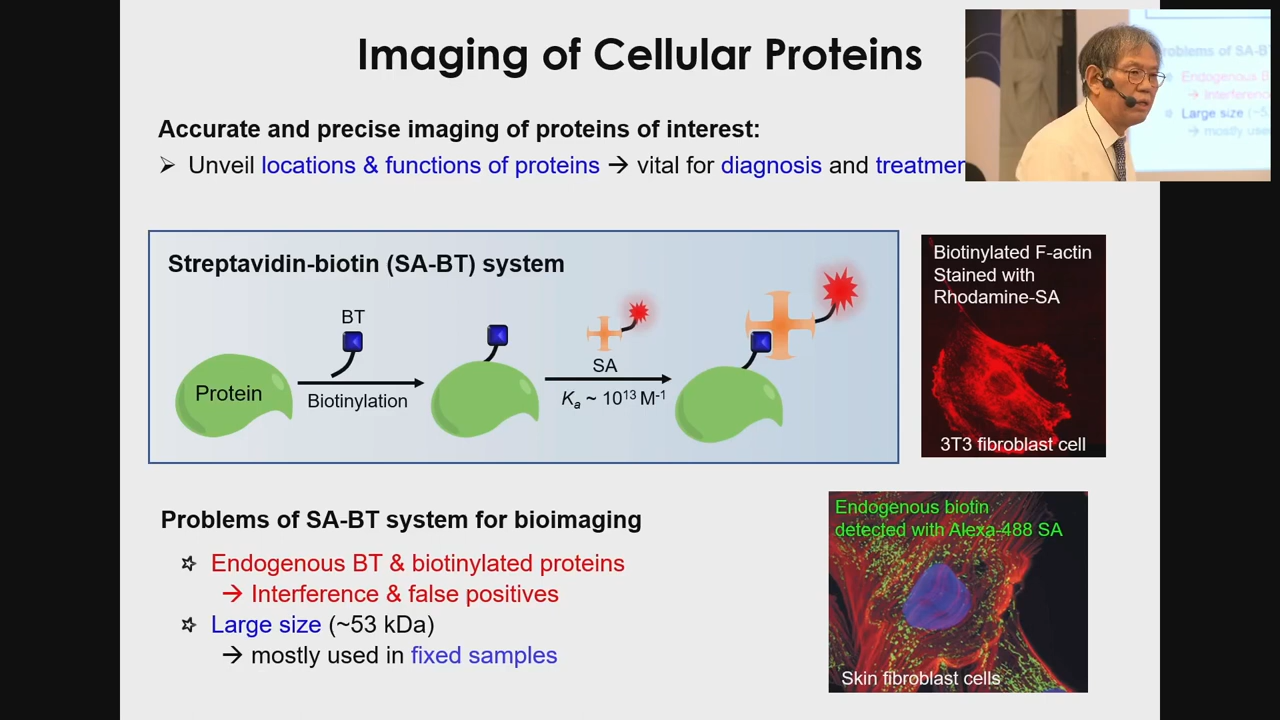 Imaging of Cellular Proteins
Accurate and precise imaging of proteins of interest:
➢ Unveil locations & functions of proteins → vital for diagnosis and
Streptavidin-biotin (SA-BT) system
BT
Protein
Biotinylation
SA
Kₐ ~ 10¹³ M⁻¹
Biotinylated F-actin
Stained with
Rhodamine-SA
3T3 fibroblast cell
Problems of SA-BT system for bioimaging
Endogenous BT & biotinylated proteins
→ Interference & false positives
Large size (~53 kDa)
→ mostly used in fixed samples
Endogenous biotin
detected with Alexa-488 SA
Skin fibroblast cells
Large size
→ mostly